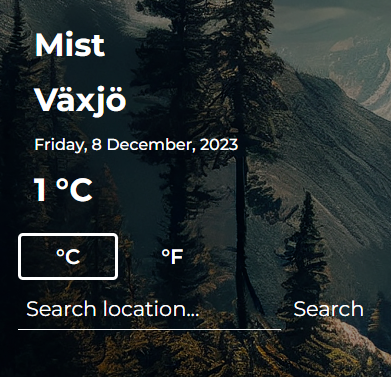 Mist
Växjö
Friday, 8 December, 2023
1 °C
°C °F
Search location... Search